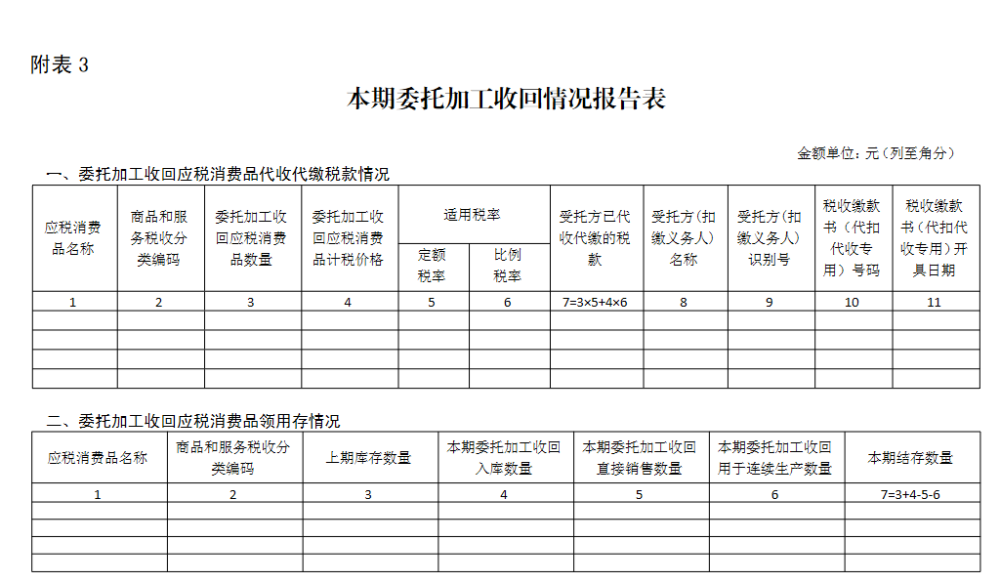 附表 3
本期委托加工收回情况报告表
金额单位：元（列至角分）
一、委托加工收回应税消费品代收代缴税款情况
应税消费
品名称
商品和服
务税收分
类编码
委托加工收
回应税消费
品数量
委托加工收
回应税消费
品计税价格
适用税率
定额
税率
比例
税率
受托方已代
收代缴的税
款
受托方(扣
缴义务人)
名称
受托方(扣
缴义务人)
识别号
税收缴款
书（代扣
代收专
用）号码
税收缴款
书（代扣代
收专用）开
具日期
1 2 3 4 5 6 7=3×5+4×6 8 9 10 11
二、委托加工收回应税消费品领用存情况
应税消费品名称
商品和服务税收分
类编码
上期库存数量
本期委托加工收回
入库数量
本期委托加工收回
直接销售数量
本期委托加工收回
用于连续生产数量
本期结存数量
1 2 3 4 5 6 7=3+4-5-6